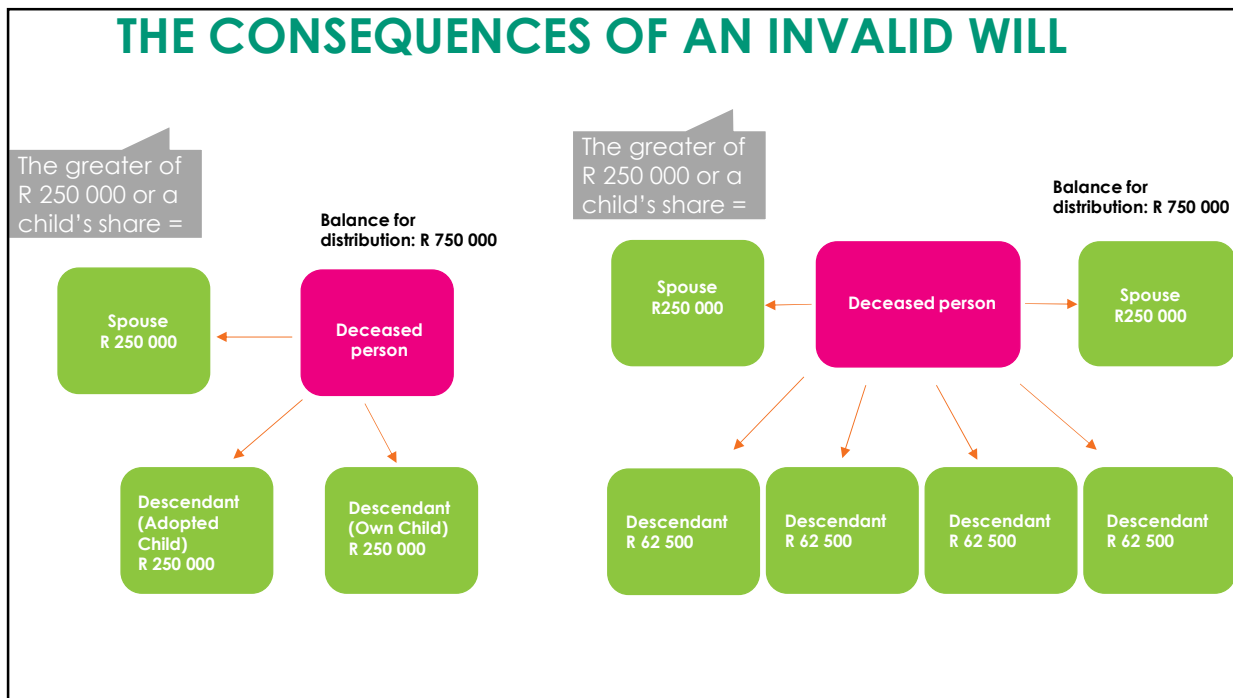 THE CONSEQUENCES OF AN INVALID WILL
The greater of
R 250 000 or a
child's share =
Balance for
distribution: R 750 000
Spouse
R 250 000
Deceased
person
Descendant
(Adopted
Child)
R 250 000
Descendant
(Own Child)
R 250 000
The greater of
R 250 000 or a
child's share =
Balance for
distribution: R 750 000
Spouse
R250 000
Deceased person
Spouse
R250 000
Descendant
R 62 500
Descendant
R 62 500
Descendant
R 62 500
Descendant
R 62 500